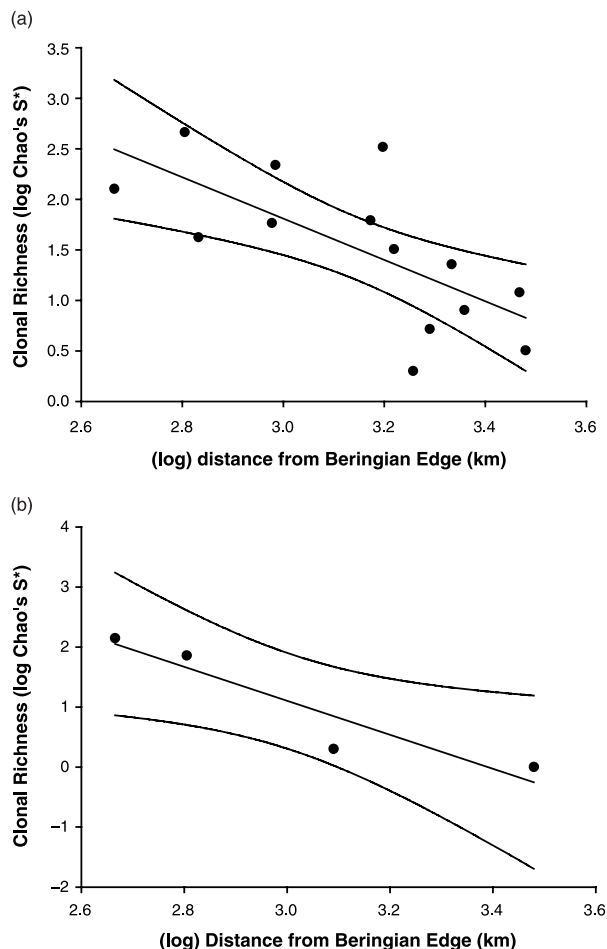 (a)
Clonal Richness (log Chao's S*)
3.5
3.0
2.5
2.0
1.5
1.0
0.5
0.0
2.6 2.8 3.0 3.2 3.4 3.6
(log) distance from Beringian Edge (km)
(b)
Clonal Richness (log Chao's S*)
4
3
2
1
0
−1
−2
2.6 2.8 3.0 3.2 3.4 3.6
(log) Distance from Beringian Edge (km)